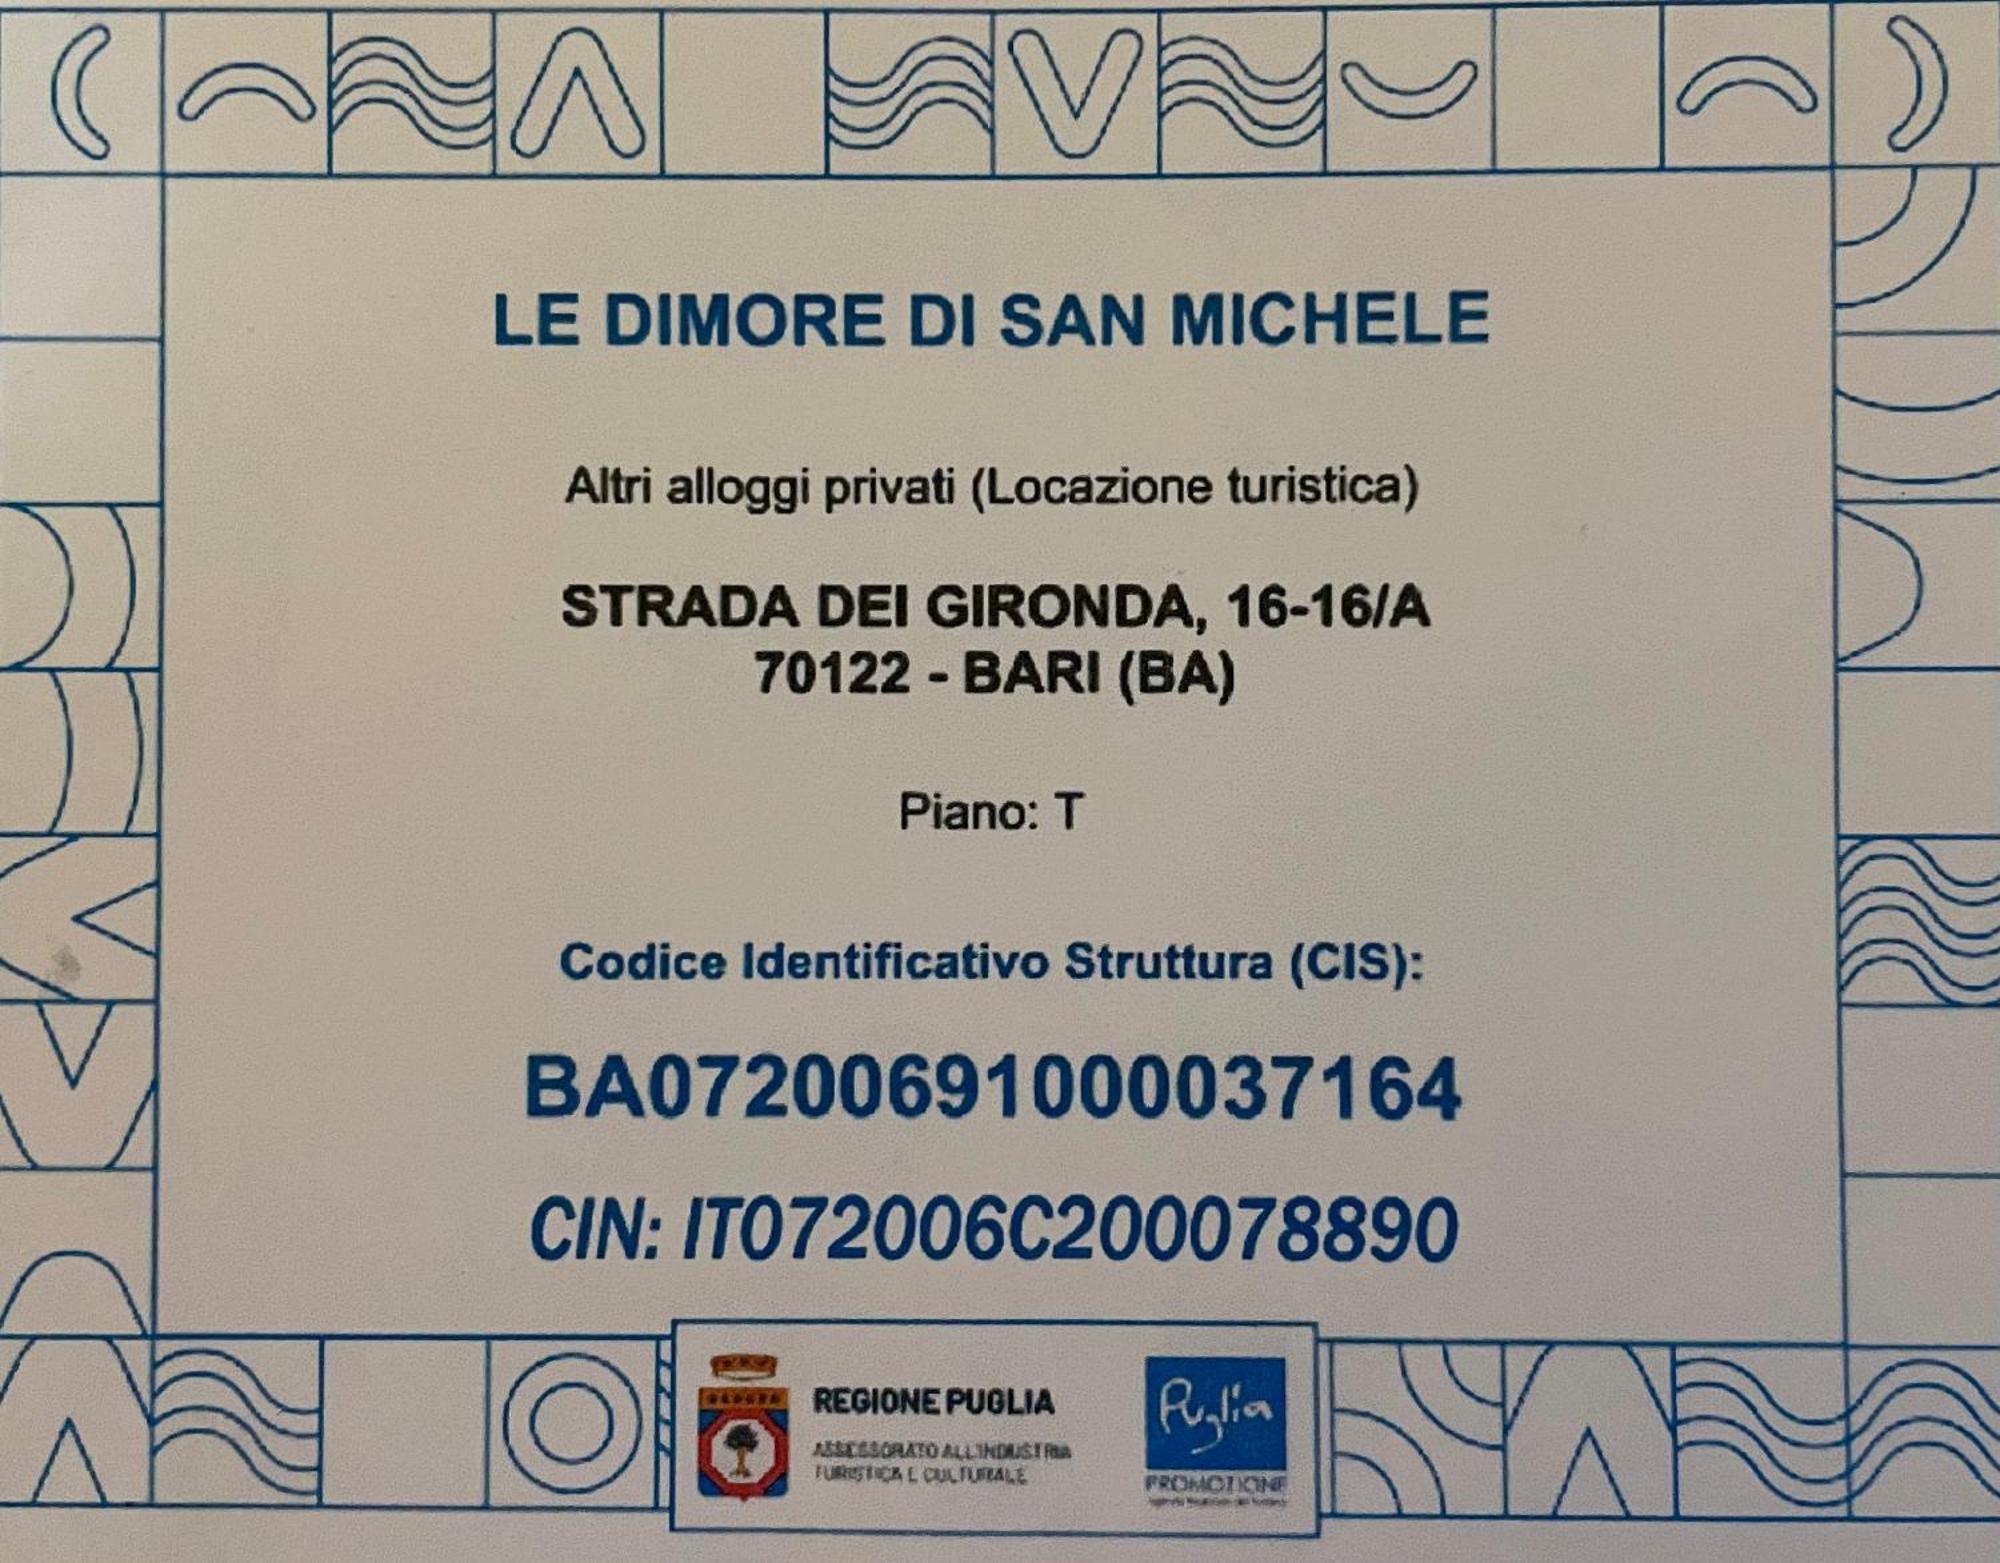 LE DIMORE DI SAN MICHELE
Altri alloggi privati (Locazione turistica)
STRADA DEI GIRONDA, 16-16/A
70122 - BARI (BA)
Piano: T
Codice Identificativo Struttura (CIS):
BA07200691000037164
CIN: IT072006C200078890
REGIONE PUGLIA
ASSESSORATO ALL'INDUSTRIA
TURISTICA E CULTURALE
Puglia
PROMOZIONE